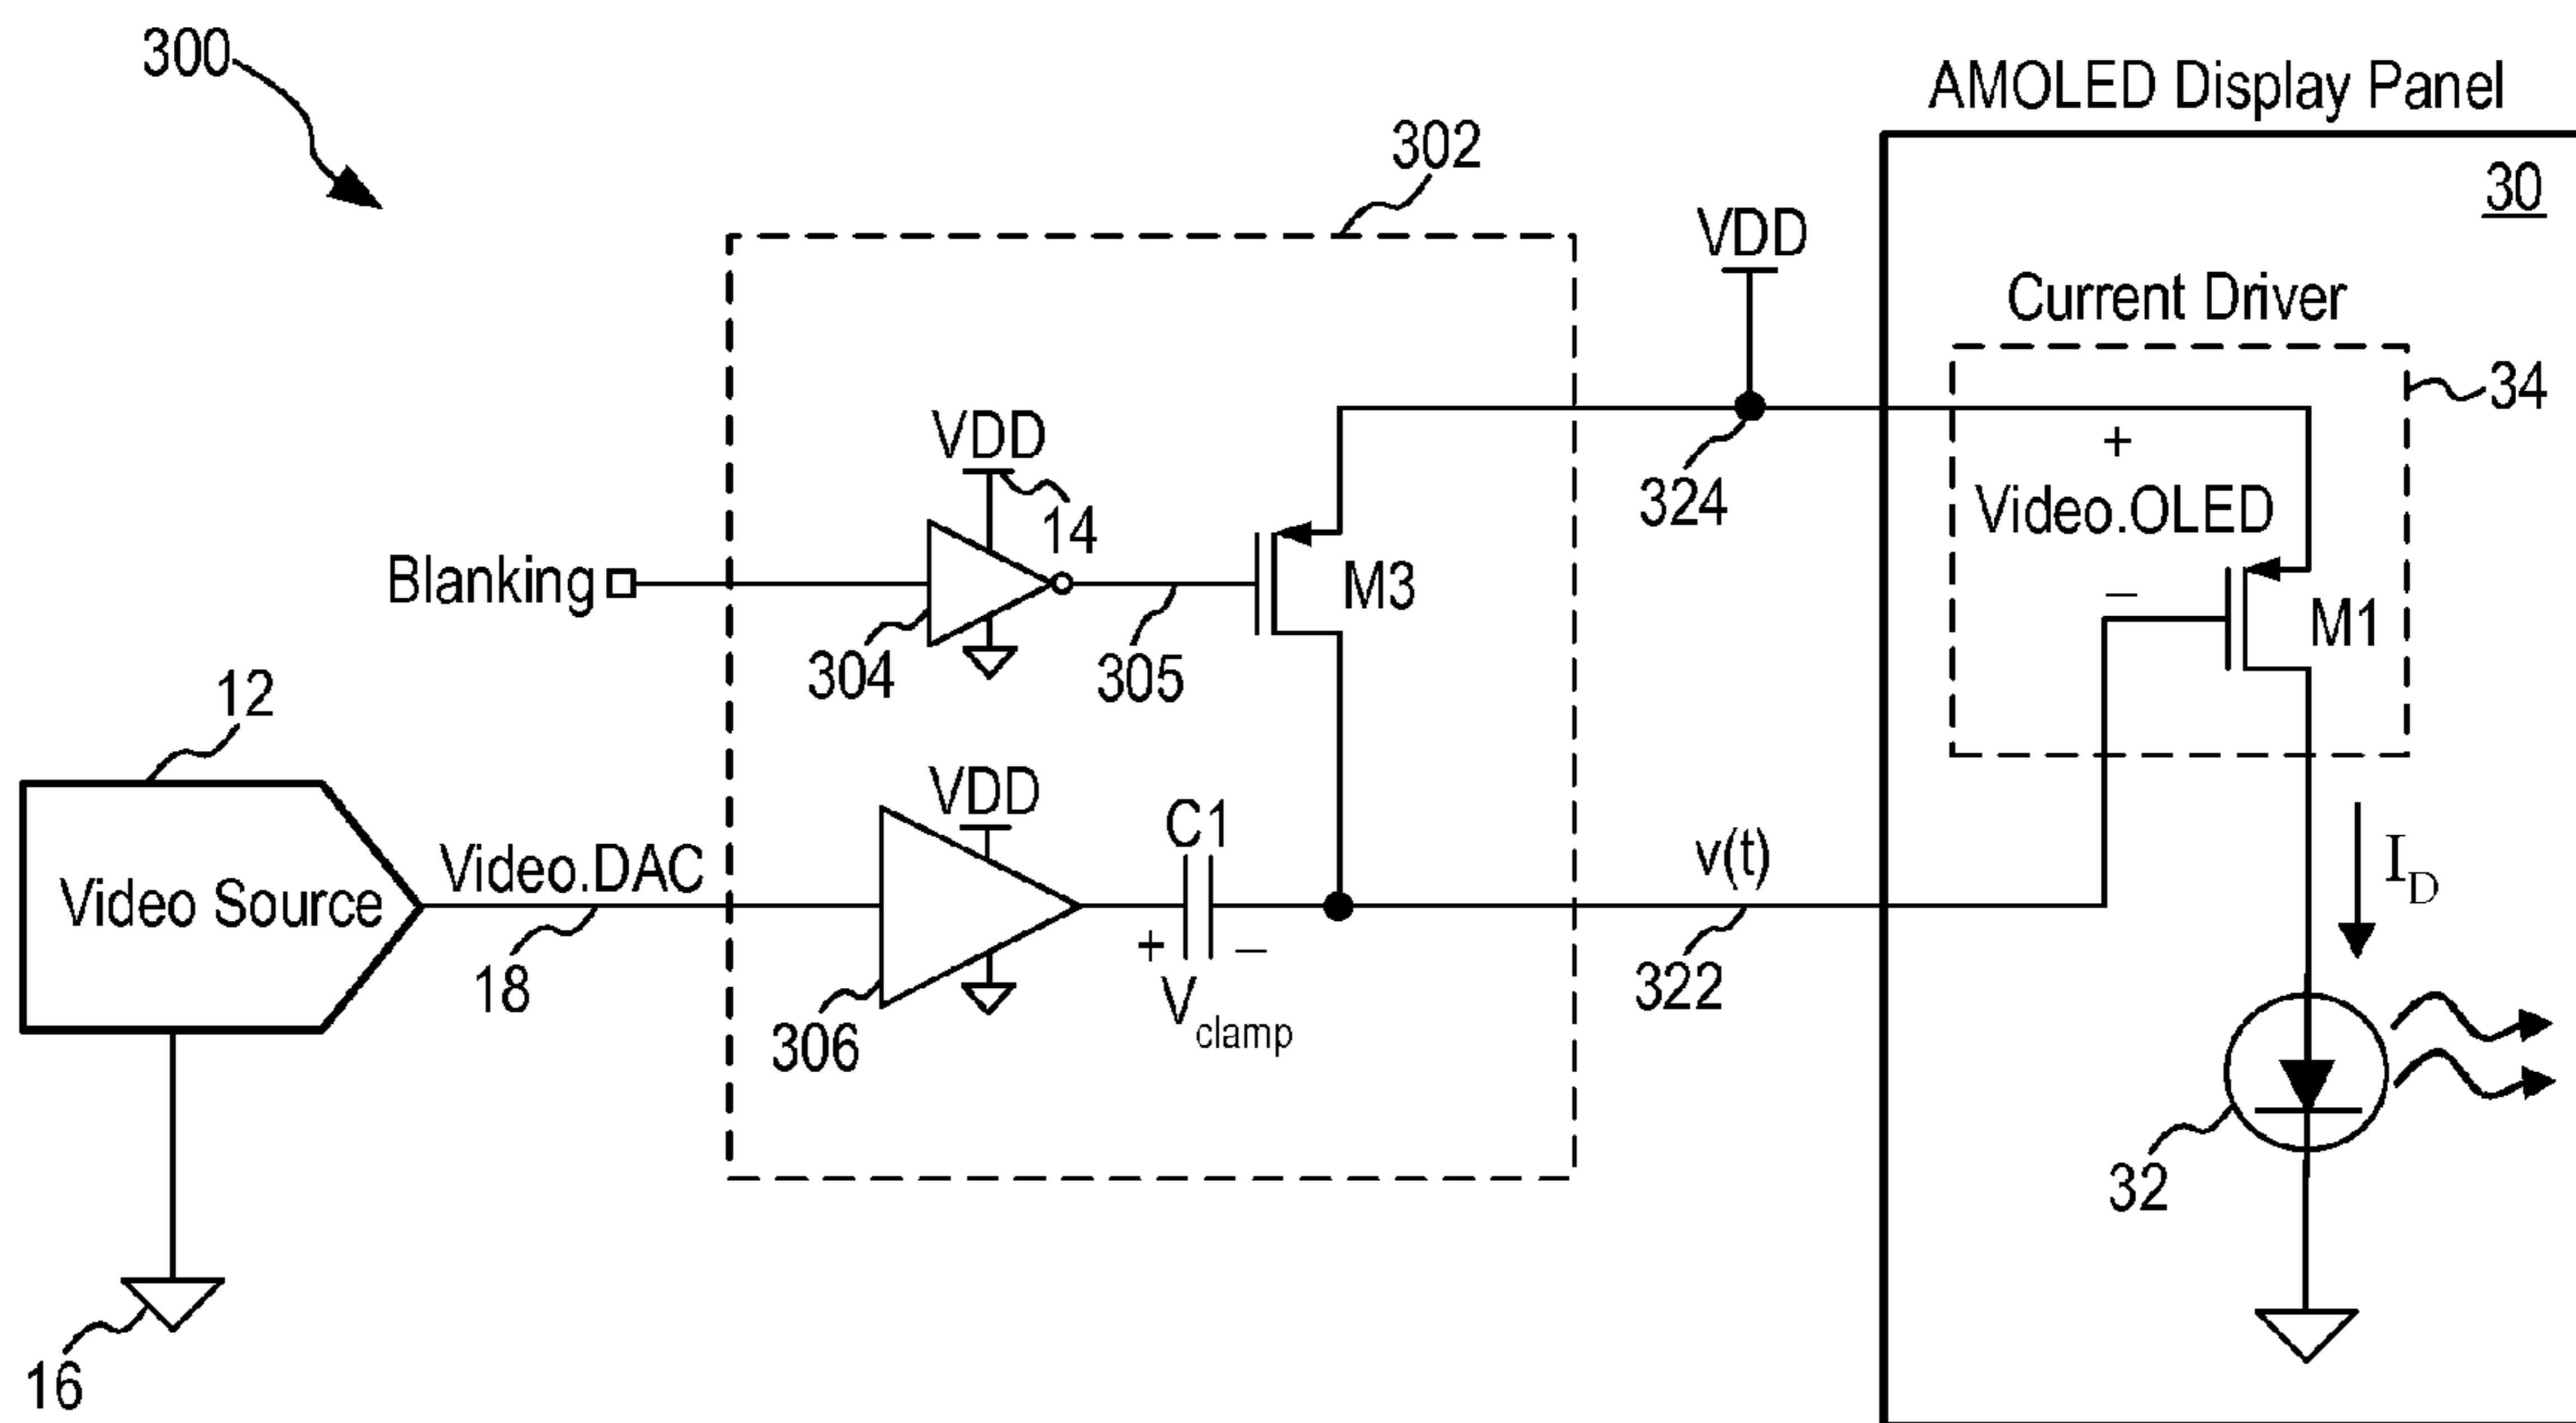 300
AMOLED Display Panel
302
30
VDD
Current Driver
34
VDD
+
14
324
Video.OLED
Blanking
M3
–
M1
304
305
12
VDD
C1
Video Source
Video.DAC
v(t)
I_D
+ –
18
322
V_clamp
306
32
16